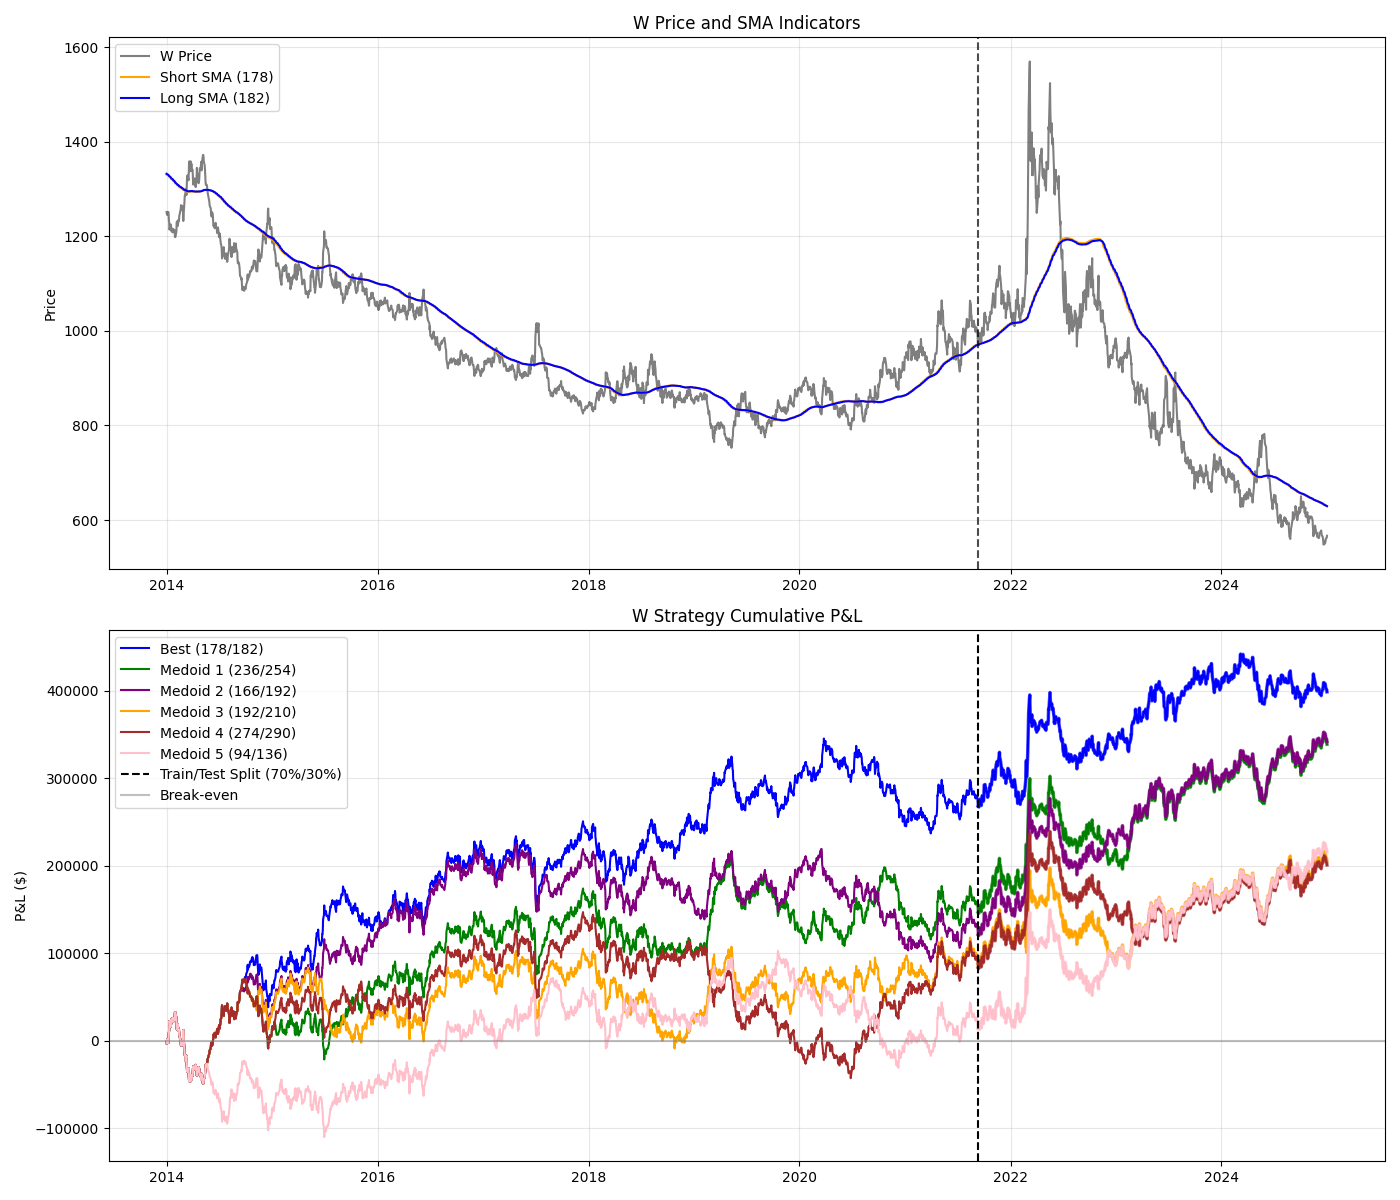 W Price and SMA Indicators
W Price
Short SMA (178)
Long SMA (182)
Price
1600
1400
1200
1000
800
600
2014
2016
2018
2020
2022
2024
W Strategy Cumulative P&L
Best (178/182)
Medoid 1 (236/254)
Medoid 2 (166/192)
Medoid 3 (192/210)
Medoid 4 (274/290)
Medoid 5 (94/136)
Train/Test Split (70%/30%)
Break-even
P&L ($)
400000
300000
200000
100000
0
−100000
2014
2016
2018
2020
2022
2024